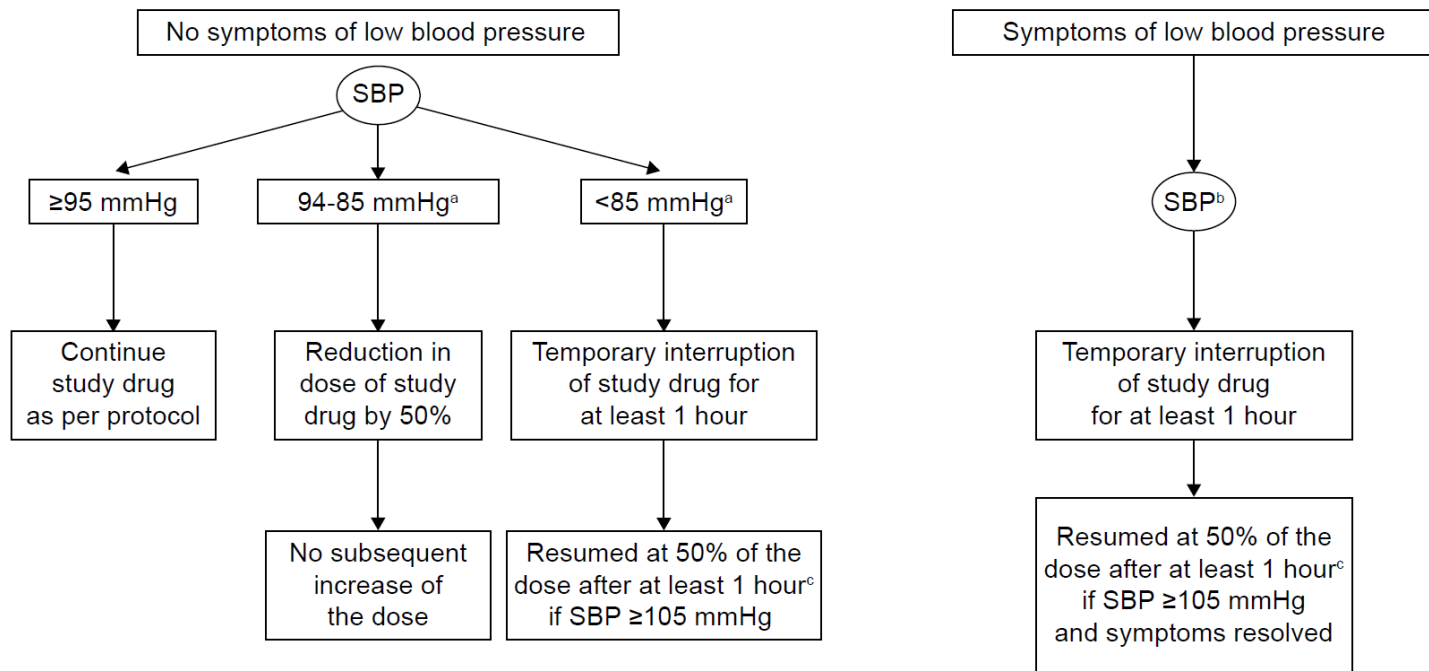 No symptoms of low blood pressure
SBP
≥95 mmHg
94-85 mmHgᵃ
<85 mmHgᵃ
Continue
study drug
as per protocol
Reduction in
dose of study
drug by 50%
Temporary interruption
of study drug for
at least 1 hour
No subsequent
increase of
the dose
Resumed at 50% of the
dose after at least 1 hourᶜ
if SBP ≥105 mmHg
Symptoms of low blood pressure
SBPᵇ
Temporary interruption
of study drug
for at least 1 hour
Resumed at 50% of the
dose after at least 1 hourᶜ
if SBP ≥105 mmHg
and symptoms resolved